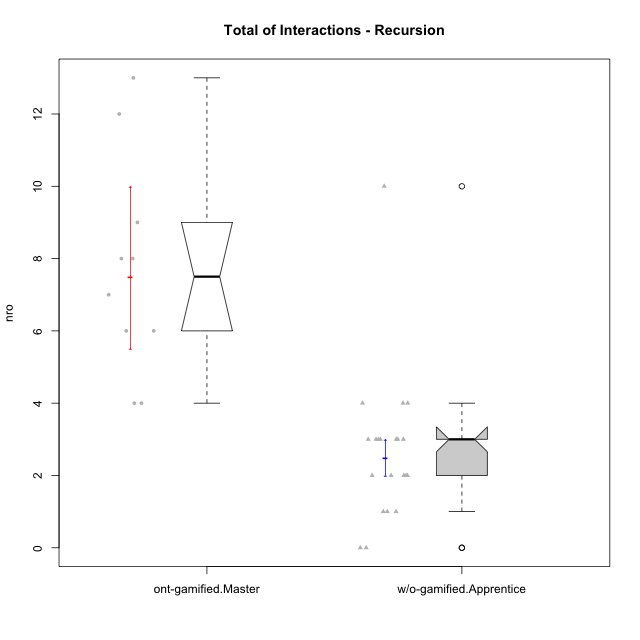 Total of Interactions - Recursion
nro
12
10
8
6
4
2
0
ont-gamified.Master
w/o-gamified.Apprentice